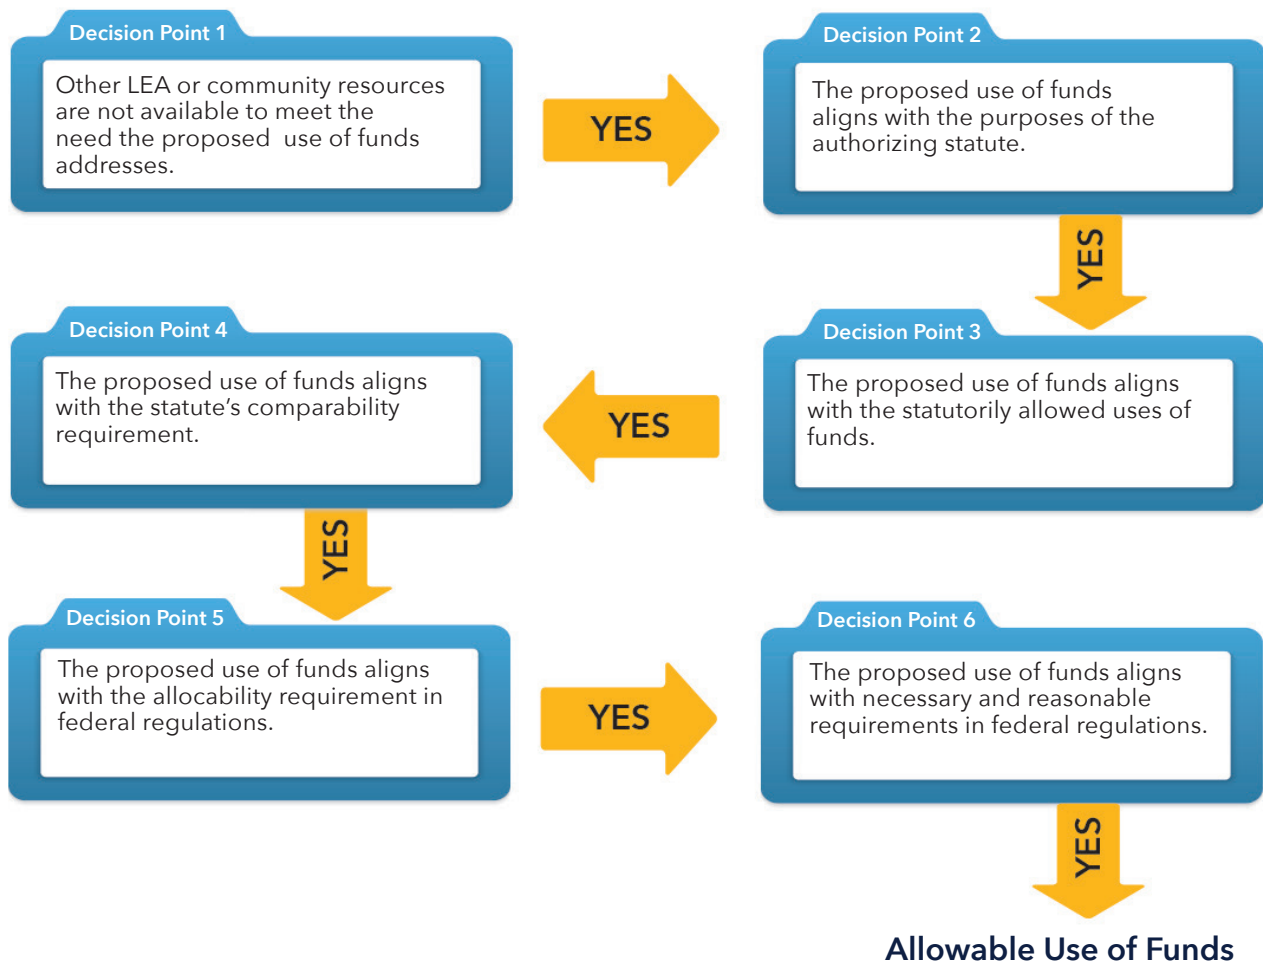 Decision Point 1
Other LEA or community resources
are not available to meet the
need the proposed use of funds
addresses.
YES
Decision Point 2
The proposed use of funds
aligns with the purposes of the
authorizing statute.
YES
Decision Point 3
The proposed use of funds aligns
with the statutorily allowed uses of
funds.
YES
Decision Point 4
The proposed use of funds aligns
with the statute's comparability
requirement.
YES
Decision Point 5
The proposed use of funds aligns
with the allocability requirement in
federal regulations.
YES
Decision Point 6
The proposed use of funds aligns
with necessary and reasonable
requirements in federal regulations.
YES
Allowable Use of Funds